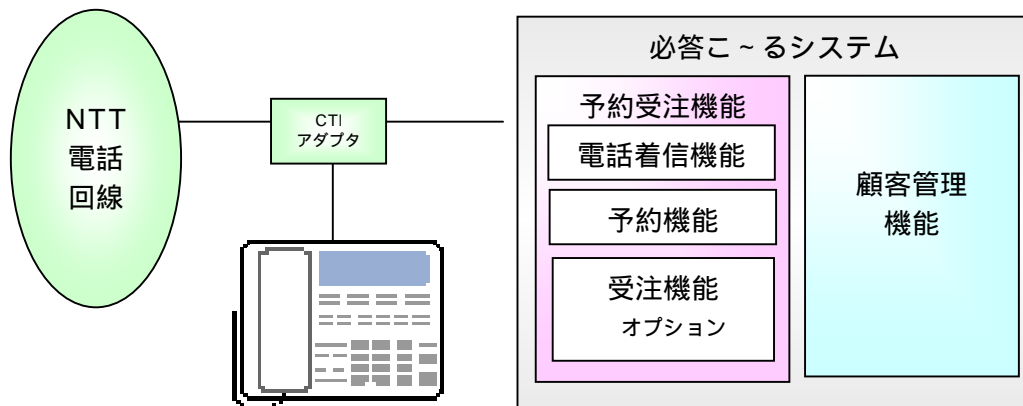 NTT
電話
回線
CTI
アダプタ
必答こ~るシステム
予約受注機能
電話着信機能
予約機能
受注機能
オプション
顧客管理
機能